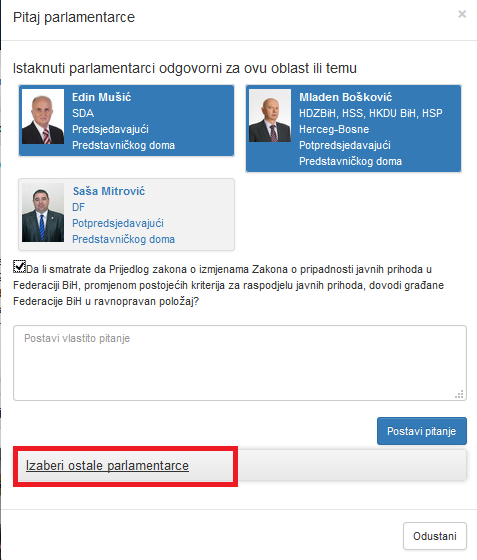 Pitaj parlamentarce
×
Istaknuti parlamentarci odgovorni za ovu oblast ili temu
Edin Mušić
SDA
Predsjedavajući
Predstavničkog doma
Mladen Bošković
HDZBiH, HSS, HKDU BiH, HSP
Herceg-Bosne
Potpredsjedavajući
Predstavničkog doma
Saša Mitrović
DF
Potpredsjedavajući
Predstavničkog doma
Da li smatrate da Prijedlog zakona o izmjenama Zakona o pripadnosti javnih prihoda u
Federaciji BiH, promjenom postojećih kriterija za raspodjelu javnih prihoda, dovodi građane
Federacije BiH u ravnopravan položaj?
Postavi vlastito pitanje
Postavi pitanje
Izaberi ostale parlamentarce
Odustani